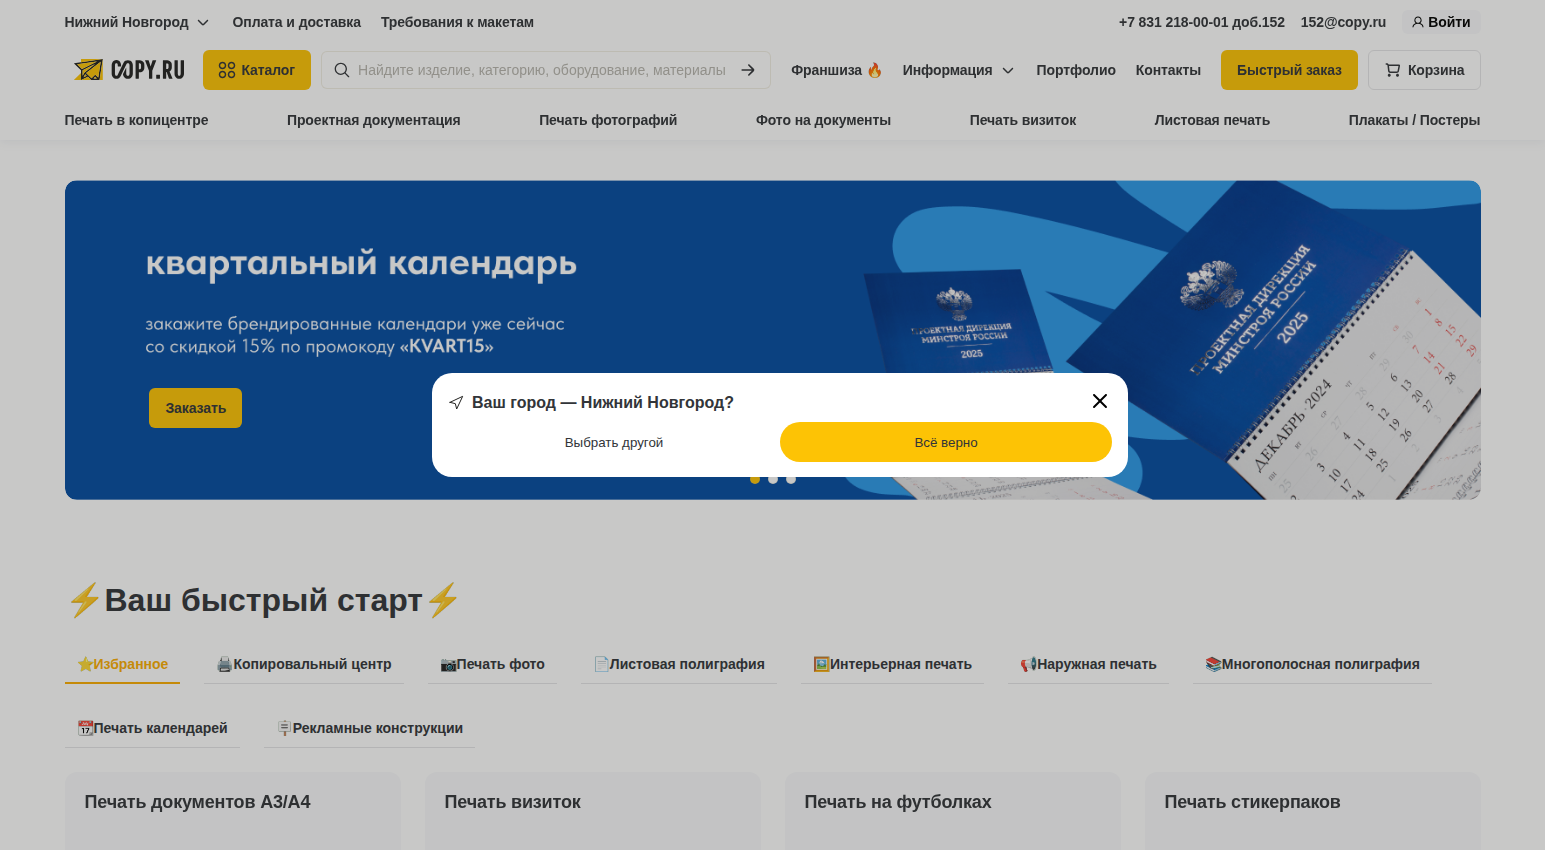 Нижний Новгород Оплата и доставка Требования к макетам +7 831 218-00-01 доб.152 152@copy.ru Войти
COPY.RU Каталог Найдите изделие, категорию, оборудование, материалы Франшиза Информация Портфолио Контакты Быстрый заказ Корзина
Печать в копицентре Проектная документация Печать фотографий Фото на документы Печать визиток Листовая печать Плакаты / Постеры
квартальный календарь
закажите брендированные календари уже сейчас
со скидкой 15% по промокоду «KVART15»
Заказать
ПРОЕКТНАЯ ДИРЕКЦИЯ
МИНСТРОЯ РОССИИ
2025
ПРОЕКТНАЯ ДИРЕКЦИЯ
МИНСТРОЯ РОССИИ
2025
ДЕКАБРЬ 2024
Ваш город — Нижний Новгород?
Выбрать другой Всё верно
⚡Ваш быстрый старт⚡
⭐Избранное 🖨️Копировальный центр 📷Печать фото 📄Листовая полиграфия 🖼️Интерьерная печать 📢Наружная печать 📚Многополосная полиграфия
📆Печать календарей 🪧Рекламные конструкции
Печать документов А3/А4 Печать визиток Печать на футболках Печать стикерпаков